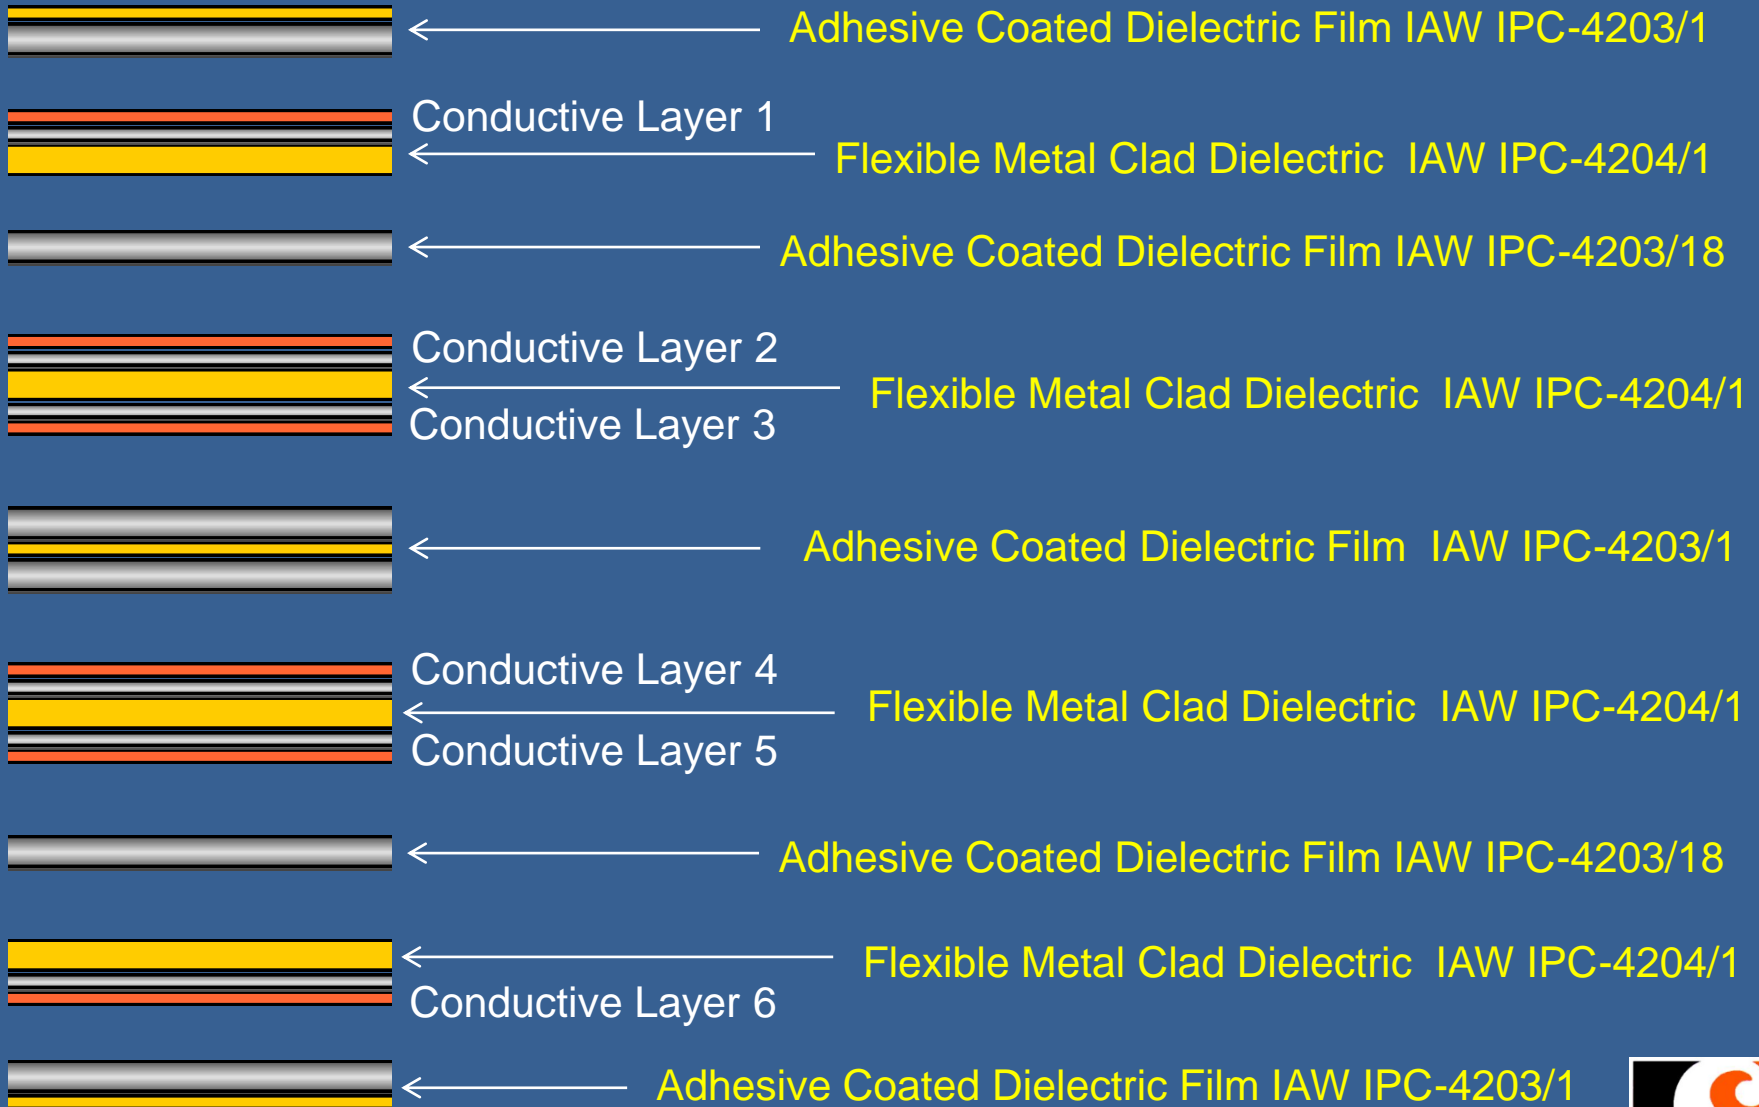 Adhesive Coated Dielectric Film IAW IPC-4203/1
Conductive Layer 1
Flexible Metal Clad Dielectric IAW IPC-4204/1
Adhesive Coated Dielectric Film IAW IPC-4203/18
Conductive Layer 2
Flexible Metal Clad Dielectric IAW IPC-4204/1
Conductive Layer 3
Adhesive Coated Dielectric Film IAW IPC-4203/1
Conductive Layer 4
Flexible Metal Clad Dielectric IAW IPC-4204/1
Conductive Layer 5
Adhesive Coated Dielectric Film IAW IPC-4203/18
Flexible Metal Clad Dielectric IAW IPC-4204/1
Conductive Layer 6
Adhesive Coated Dielectric Film IAW IPC-4203/1